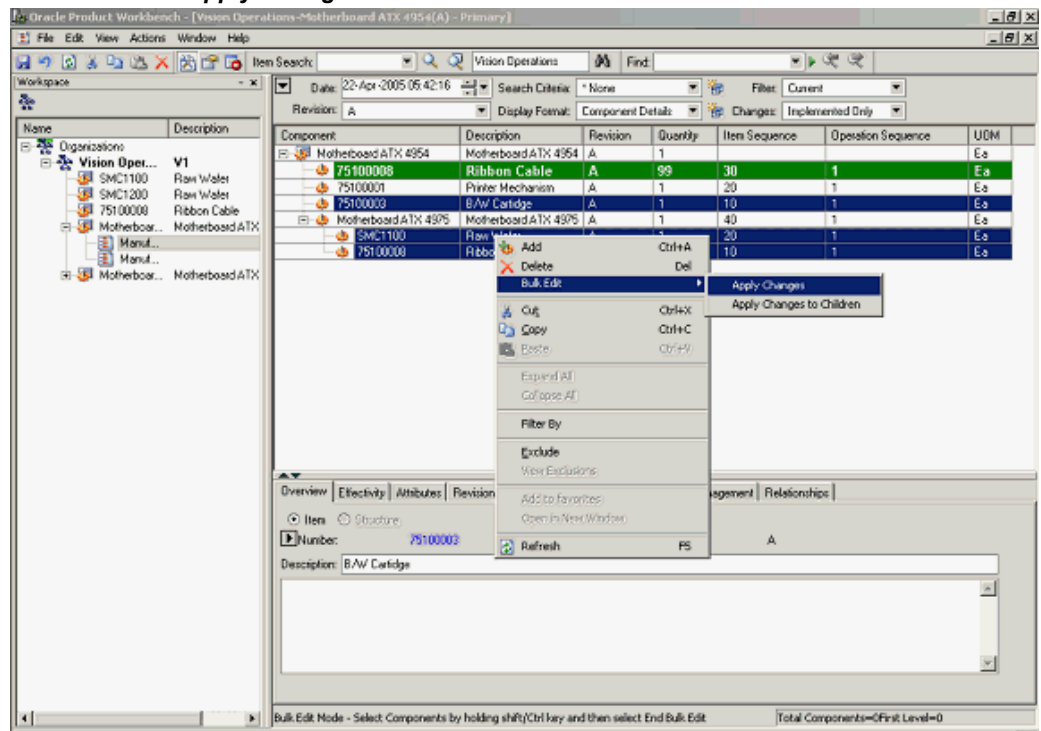 Oracle Product Workbench - [Vision Operations-Motherboard ATX 4954(A) - Primary]
File Edit View Actions Window Help
Item Search: Vision Operations Find:
Workspace
Date: 22-Apr-2005 05:42:16 Search Criteria: * None Filter: Current
Revision: A Display Format: Component Details Changes: Implemented Only
Name Description
Organizations
Vision Oper... V1
SMC1100 Raw Wafer
SMC1200 Raw Wafer
75100008 Ribbon Cable
Motherboar... Motherboard ATX
Manuf...
Manuf...
Motherboar... Motherboard ATX
Component Description Revision Quantity Item Sequence Operation Sequence UOM
Motherboard ATX 4954 Motherboard ATX 4954 A 1 Ea
75100008 Ribbon Cable A 99 30 1 Ea
75100001 Printer Mechanism A 1 20 1 Ea
75100003 B/W Cartidge A 1 10 1 Ea
Motherboard ATX 4975 Motherboard ATX 4975 A 1 40 1 Ea
SMC1100 20 1 Ea
75100008 10 1 Ea
Add Ctrl+A
Delete Del
Bulk Edit
Apply Changes
Apply Changes to Children
Cut Ctrl+X
Copy Ctrl+C
Paste Ctrl+V
Expand All
Collapse All
Filter By
Exclude
View Exclusions
Add to favorites
Open in New Window
Refresh F5
Overview Effectivity Attributes Revision agement Relationships
Item Structure
Number: 75100003 A
Description: B/W Cartidge
Bulk Edit Mode - Select Components by holding shift/Ctrl key and then select End Bulk Edit Total Components=0First Level=0